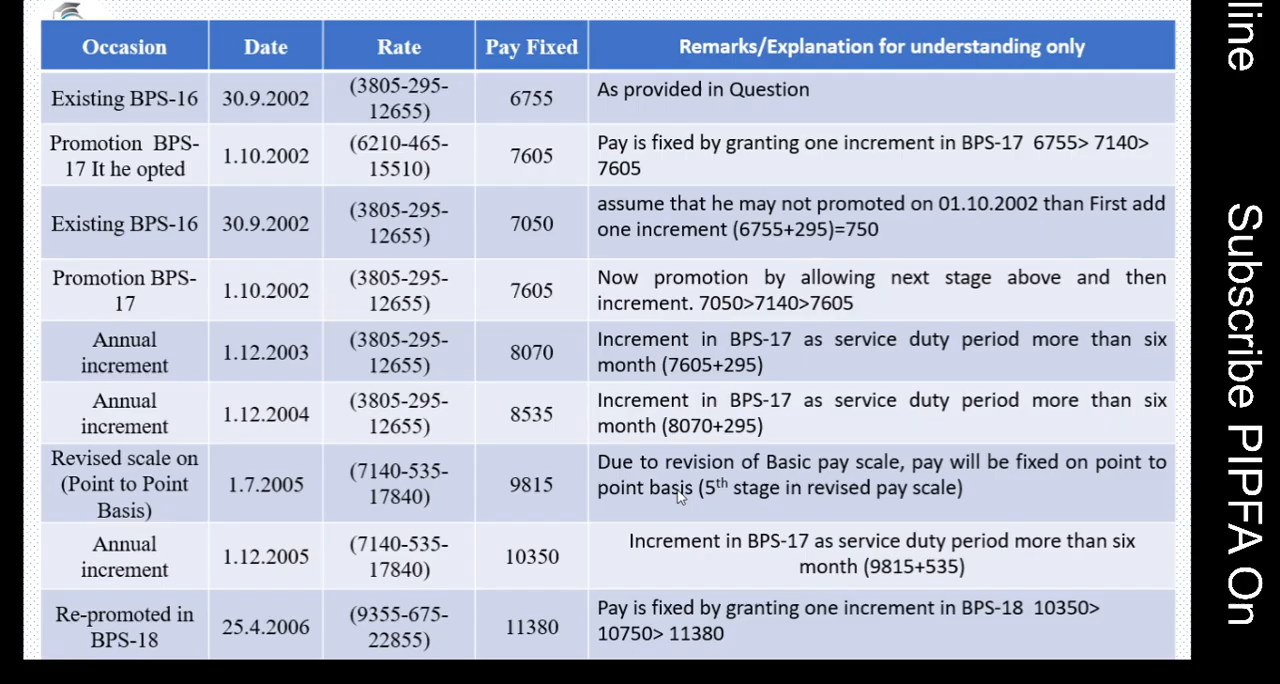 Occasion Date Rate Pay Fixed Remarks/Explanation for understanding only
Existing BPS-16 30.9.2002 (3805-295-
12655) 6755 As provided in Question
Promotion BPS-
17 It he opted 1.10.2002 (6210-465-
15510) 7605 Pay is fixed by granting one increment in BPS-17 6755> 7140>
7605
Existing BPS-16 30.9.2002 (3805-295-
12655) 7050 assume that he may not promoted on 01.10.2002 than First add
one increment (6755+295)=750
Promotion BPS-
17 1.10.2002 (3805-295-
12655) 7605 Now promotion by allowing next stage above and then
increment. 7050>7140>7605
Annual
increment 1.12.2003 (3805-295-
12655) 8070 Increment in BPS-17 as service duty period more than six
month (7605+295)
Annual
increment 1.12.2004 (3805-295-
12655) 8535 Increment in BPS-17 as service duty period more than six
month (8070+295)
Revised scale on
(Point to Point
Basis) 1.7.2005 (7140-535-
17840) 9815 Due to revision of Basic pay scale, pay will be fixed on point to
point basis (5th stage in revised pay scale)
Annual
increment 1.12.2005 (7140-535-
17840) 10350 Increment in BPS-17 as service duty period more than six
month (9815+535)
Re-promoted in
BPS-18 25.4.2006 (9355-675-
22855) 11380 Pay is fixed by granting one increment in BPS-18 10350>
10750> 11380
line
Subscribe PIPFA On